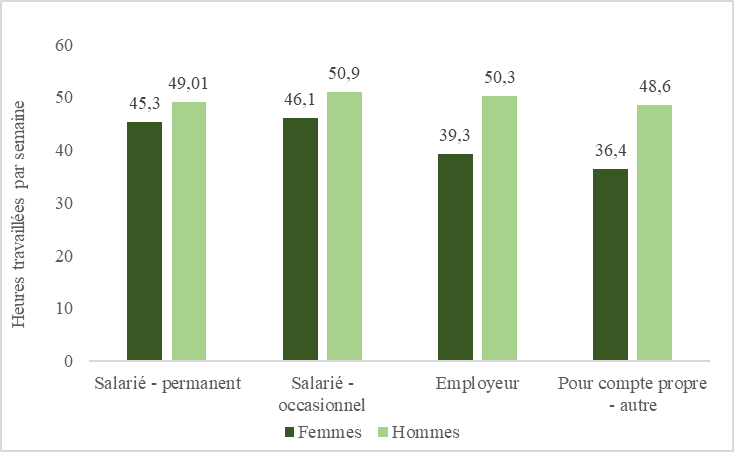 Heures travaillées par semaine
60
50
40
30
20
10
0
45,3
49,01
46,1
50,9
39,3
50,3
36,4
48,6
Salarié - permanent
Salarié -
occasionnel
Employeur
Pour compte propre
- autre
Femmes
Hommes